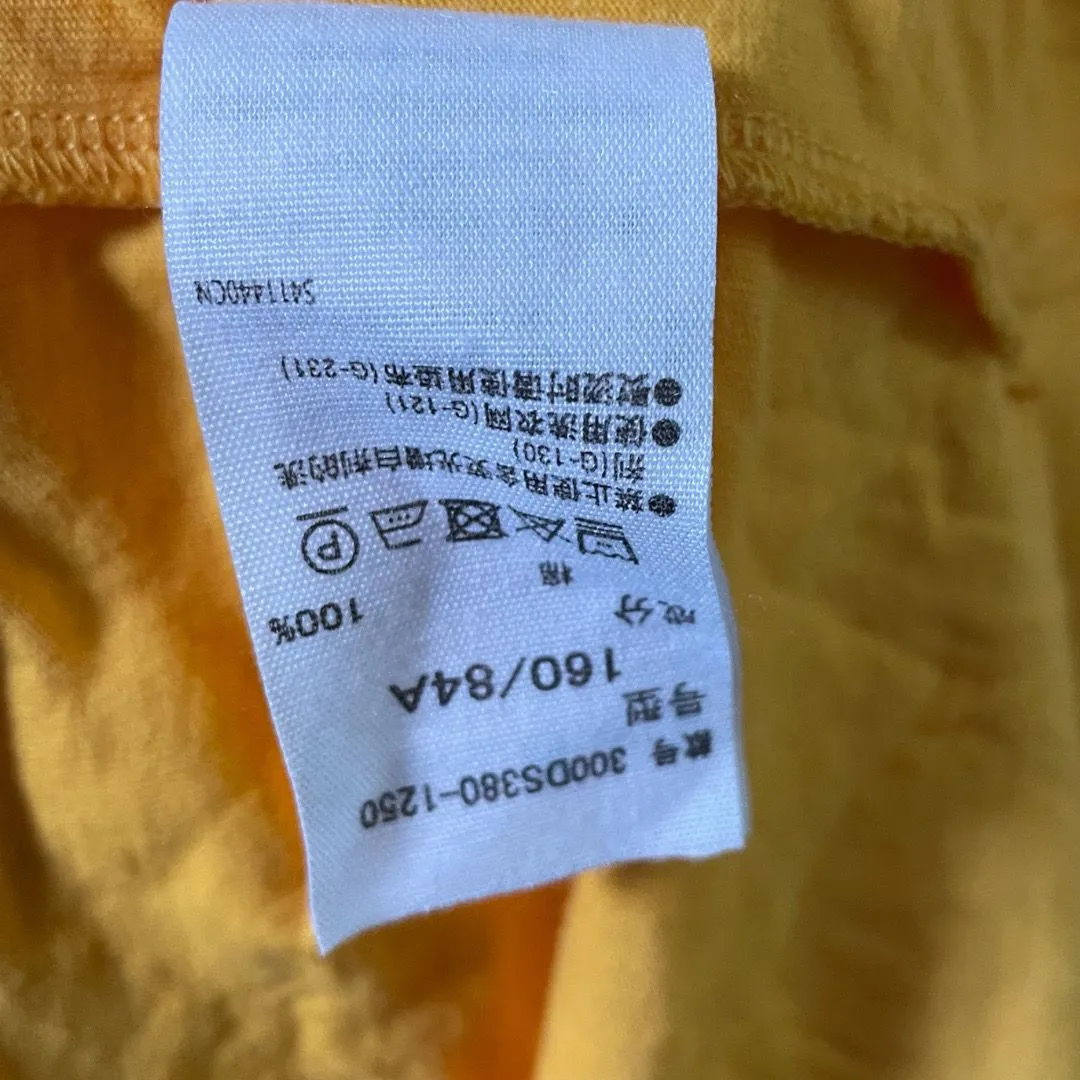 款号 300DS380-1250
号型
160/84A
成分
棉 100%
P
●禁止使用含荧光增白剂的洗
剂(G-130)
●使用洗衣网(G-121)
●熨烫时请使用垫布(G-231)
5411440CN